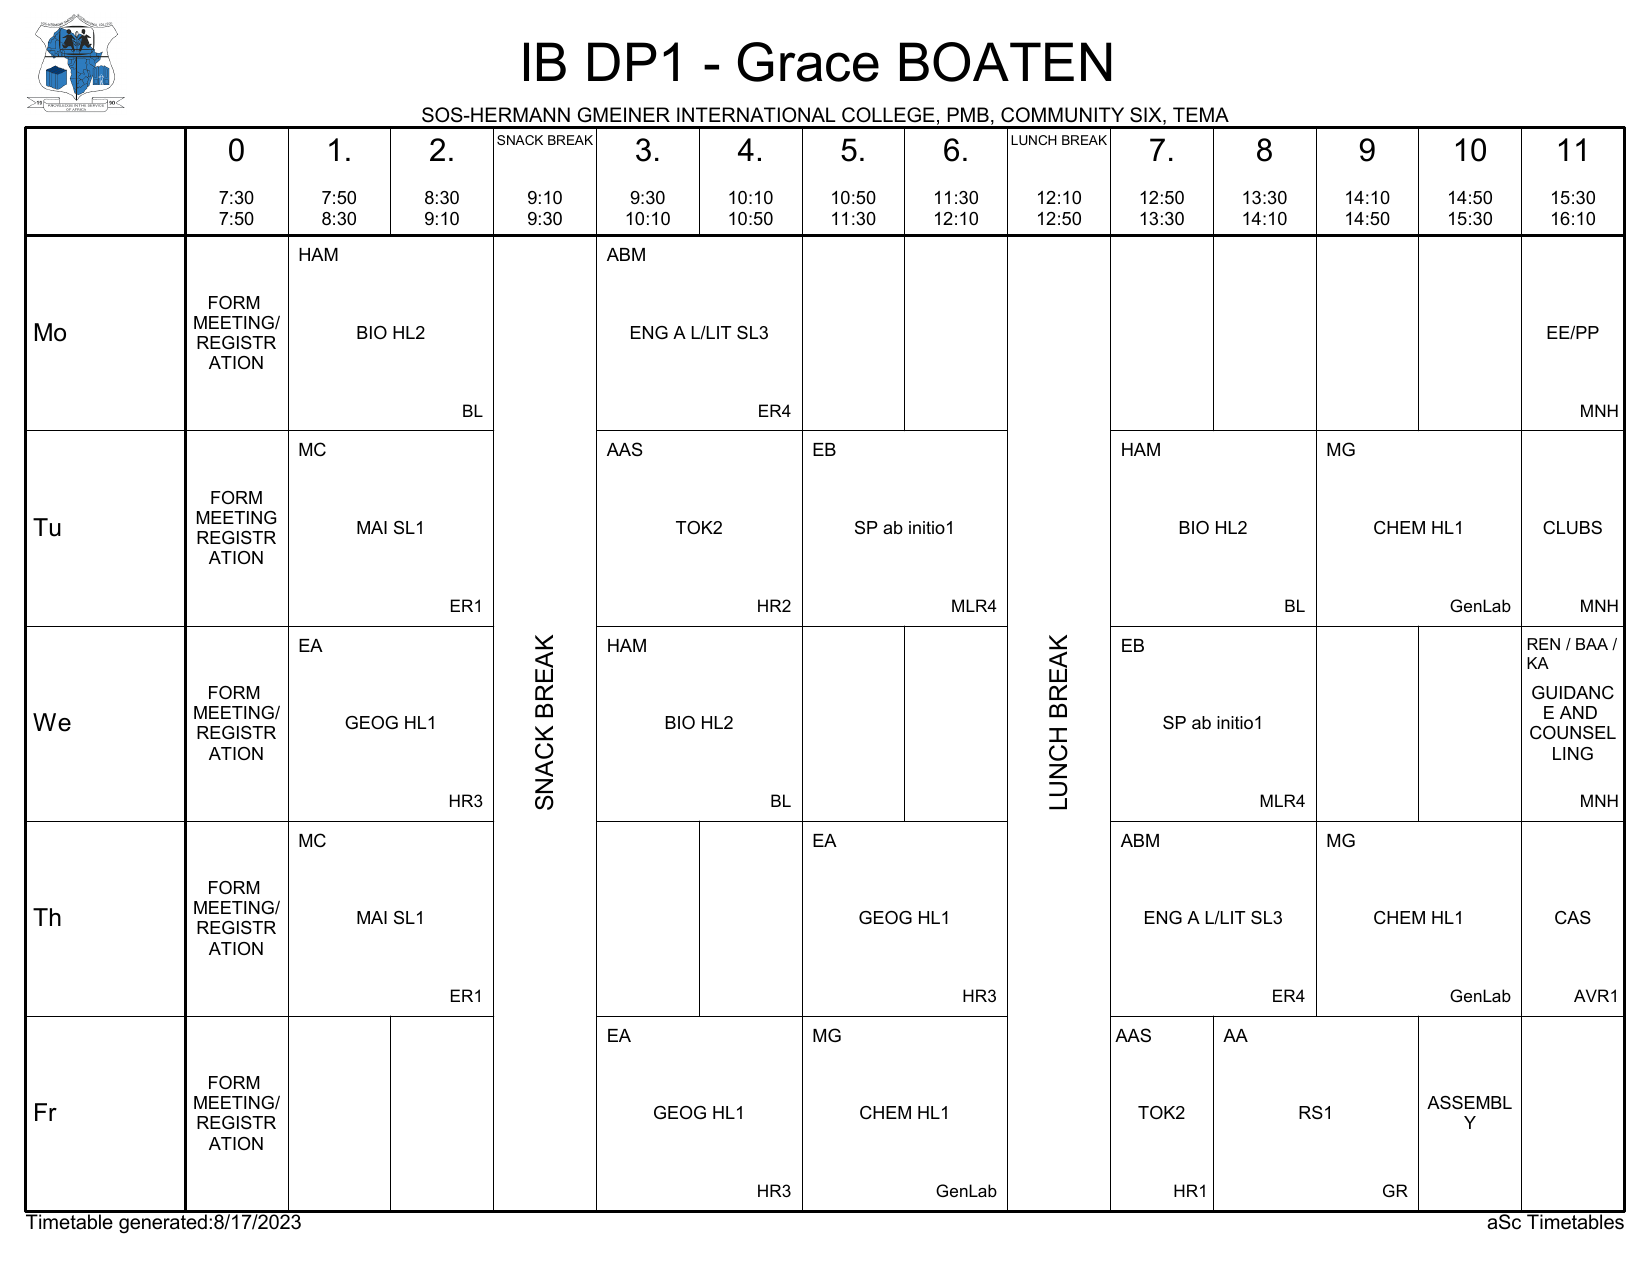 IB DP1 - Grace BOATEN
SOS-HERMANN GMEINER INTERNATIONAL COLLEGE, PMB, COMMUNITY SIX, TEMA
0 1. 2. SNACK BREAK 3. 4. 5. 6. LUNCH BREAK 7. 8 9 10 11
7:30 7:50 8:30 9:10 9:30 10:10 10:50 11:30 12:10 12:50 13:30 14:10 14:50 15:30
7:50 8:30 9:10 9:30 10:10 10:50 11:30 12:10 12:50 13:30 14:10 14:50 15:30 16:10
Mo
FORM
MEETING/
REGISTR
ATION
HAM
BIO HL2
BL
ABM
ENG A L/LIT SL3
ER4
EE/PP
MNH
Tu
FORM
MEETING
REGISTR
ATION
MC
MAI SL1
ER1
AAS
TOK2
HR2
EB
SP ab initio1
MLR4
HAM
BIO HL2
BL
MG
CHEM HL1
GenLab
CLUBS
MNH
We
FORM
MEETING/
REGISTR
ATION
EA
GEOG HL1
HR3
SNACK BREAK
HAM
BIO HL2
BL
LUNCH BREAK
EB
SP ab initio1
MLR4
REN / BAA /
KA
GUIDANC
E AND
COUNSEL
LING
MNH
Th
FORM
MEETING/
REGISTR
ATION
MC
MAI SL1
ER1
EA
GEOG HL1
HR3
ABM
ENG A L/LIT SL3
ER4
MG
CHEM HL1
GenLab
CAS
AVR1
Fr
FORM
MEETING/
REGISTR
ATION
EA
GEOG HL1
HR3
MG
CHEM HL1
GenLab
AAS
TOK2
HR1
AA
RS1
GR
ASSEMBL
Y
Timetable generated:8/17/2023
aSc Timetables